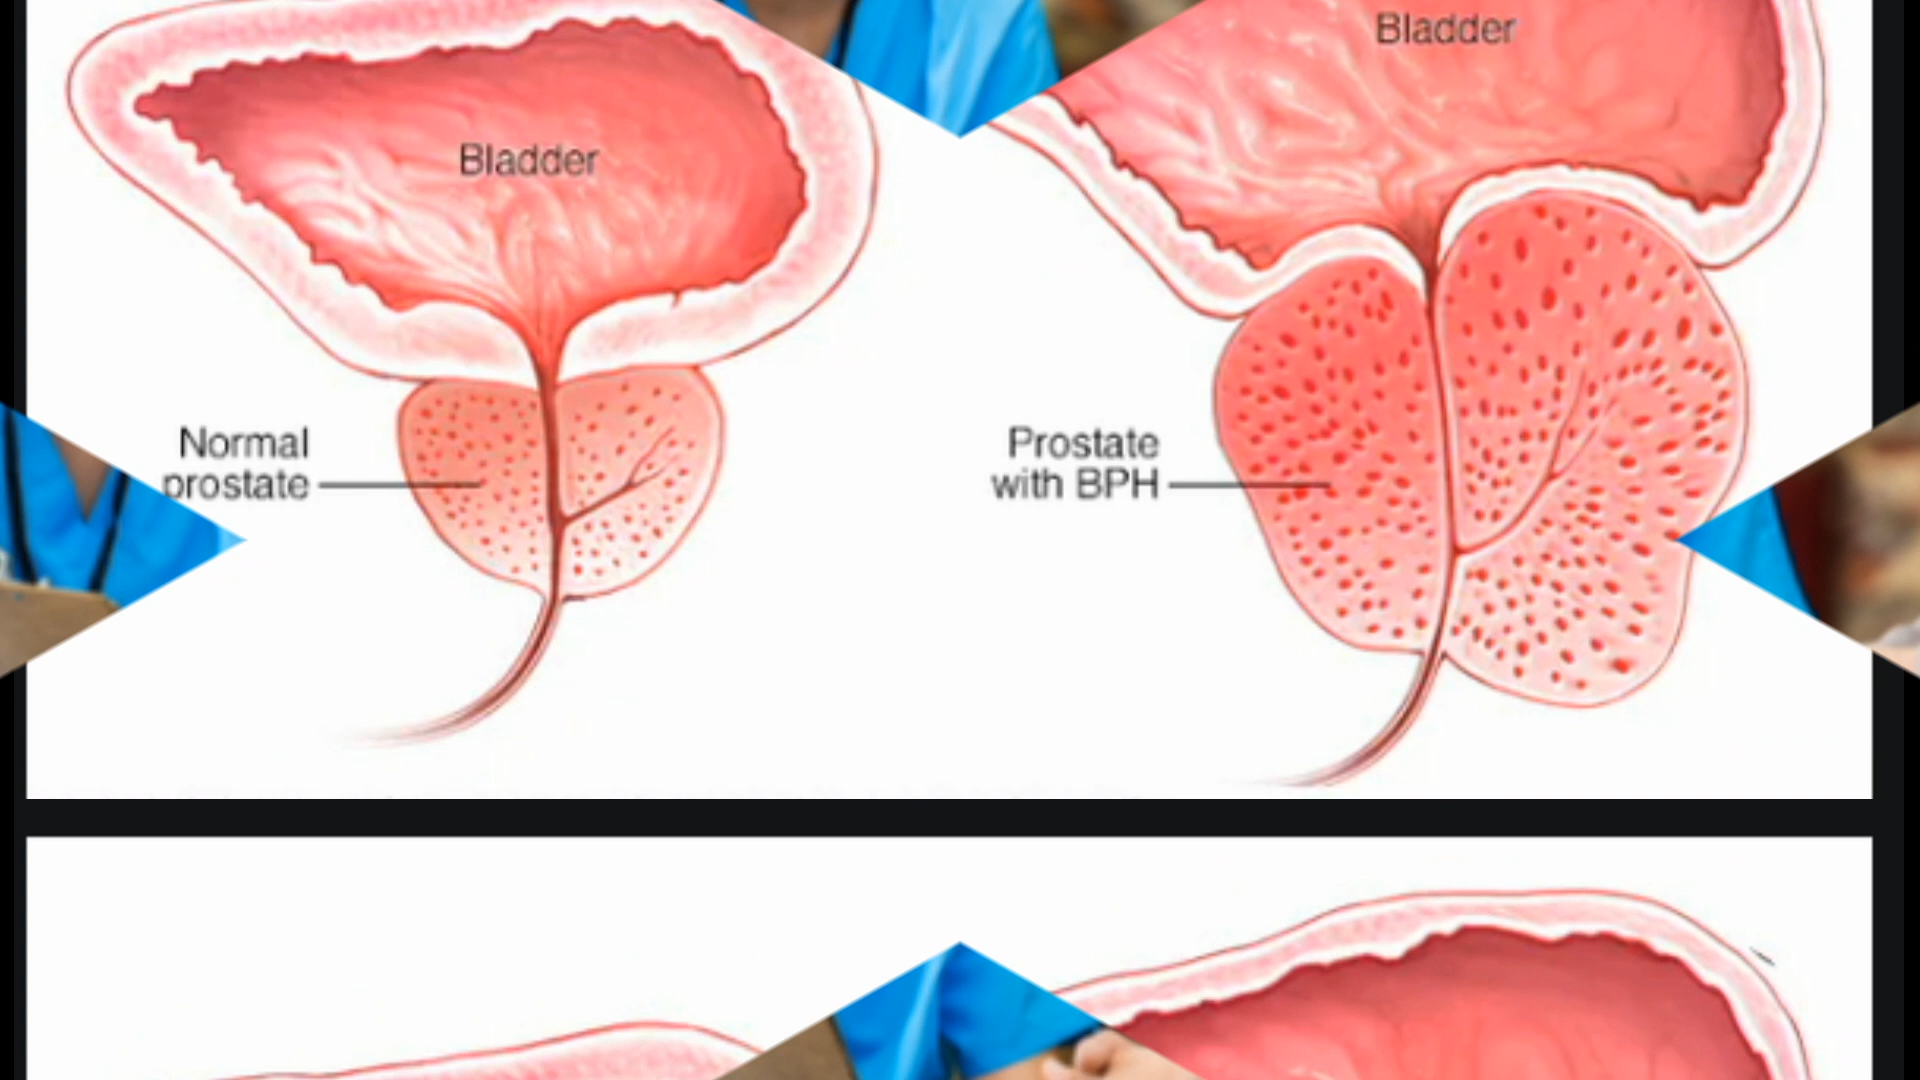 Bladder
Normal
prostate
Bladder
Prostate
with BPH